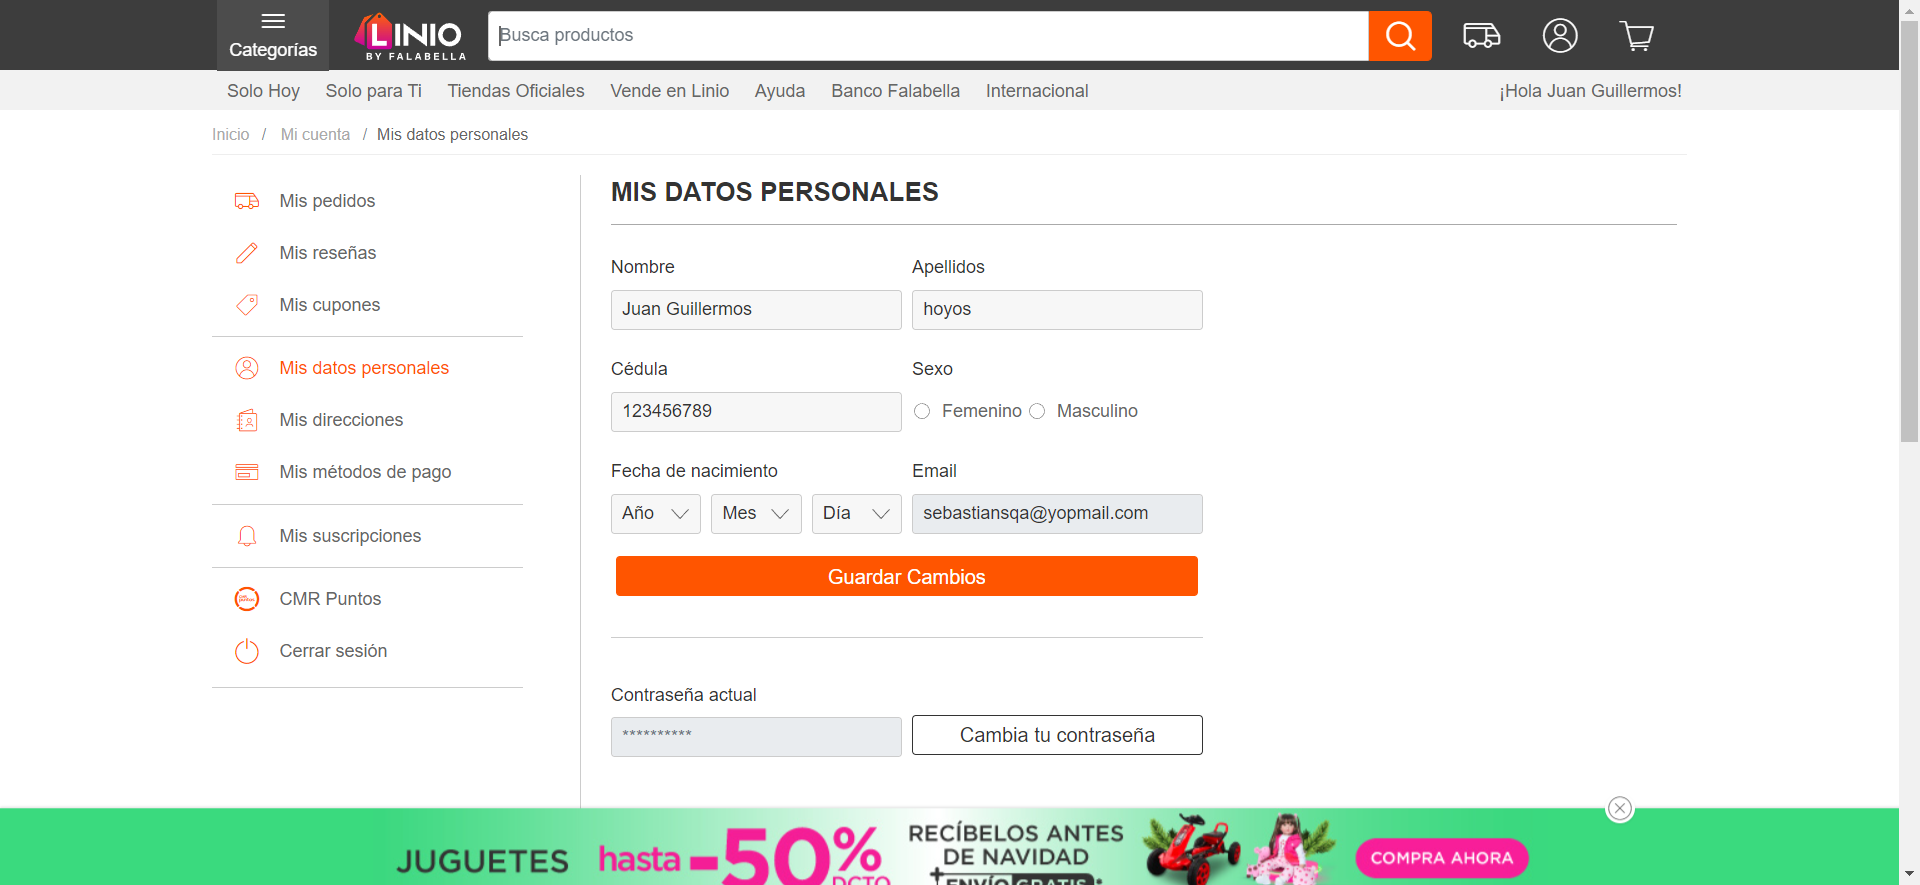 Categorías
LINIO
BY FALABELLA
Busca productos
Solo Hoy Solo para Ti Tiendas Oficiales Vende en Linio Ayuda Banco Falabella Internacional ¡Hola Juan Guillermos!
Inicio / Mi cuenta / Mis datos personales
Mis pedidos
Mis reseñas
Mis cupones
Mis datos personales
Mis direcciones
Mis métodos de pago
Mis suscripciones
CMR Puntos
Cerrar sesión
MIS DATOS PERSONALES
Nombre Apellidos
Juan Guillermos hoyos
Cédula Sexo
123456789 Femenino Masculino
Fecha de nacimiento Email
Año Mes Día sebastiansqa@yopmail.com
Guardar Cambios
Contraseña actual
********** Cambia tu contraseña
JUGUETES hasta -50% DCTO
RECÍBELOS ANTES
DE NAVIDAD
+ENVÍO GRATIS*
COMPRA AHORA